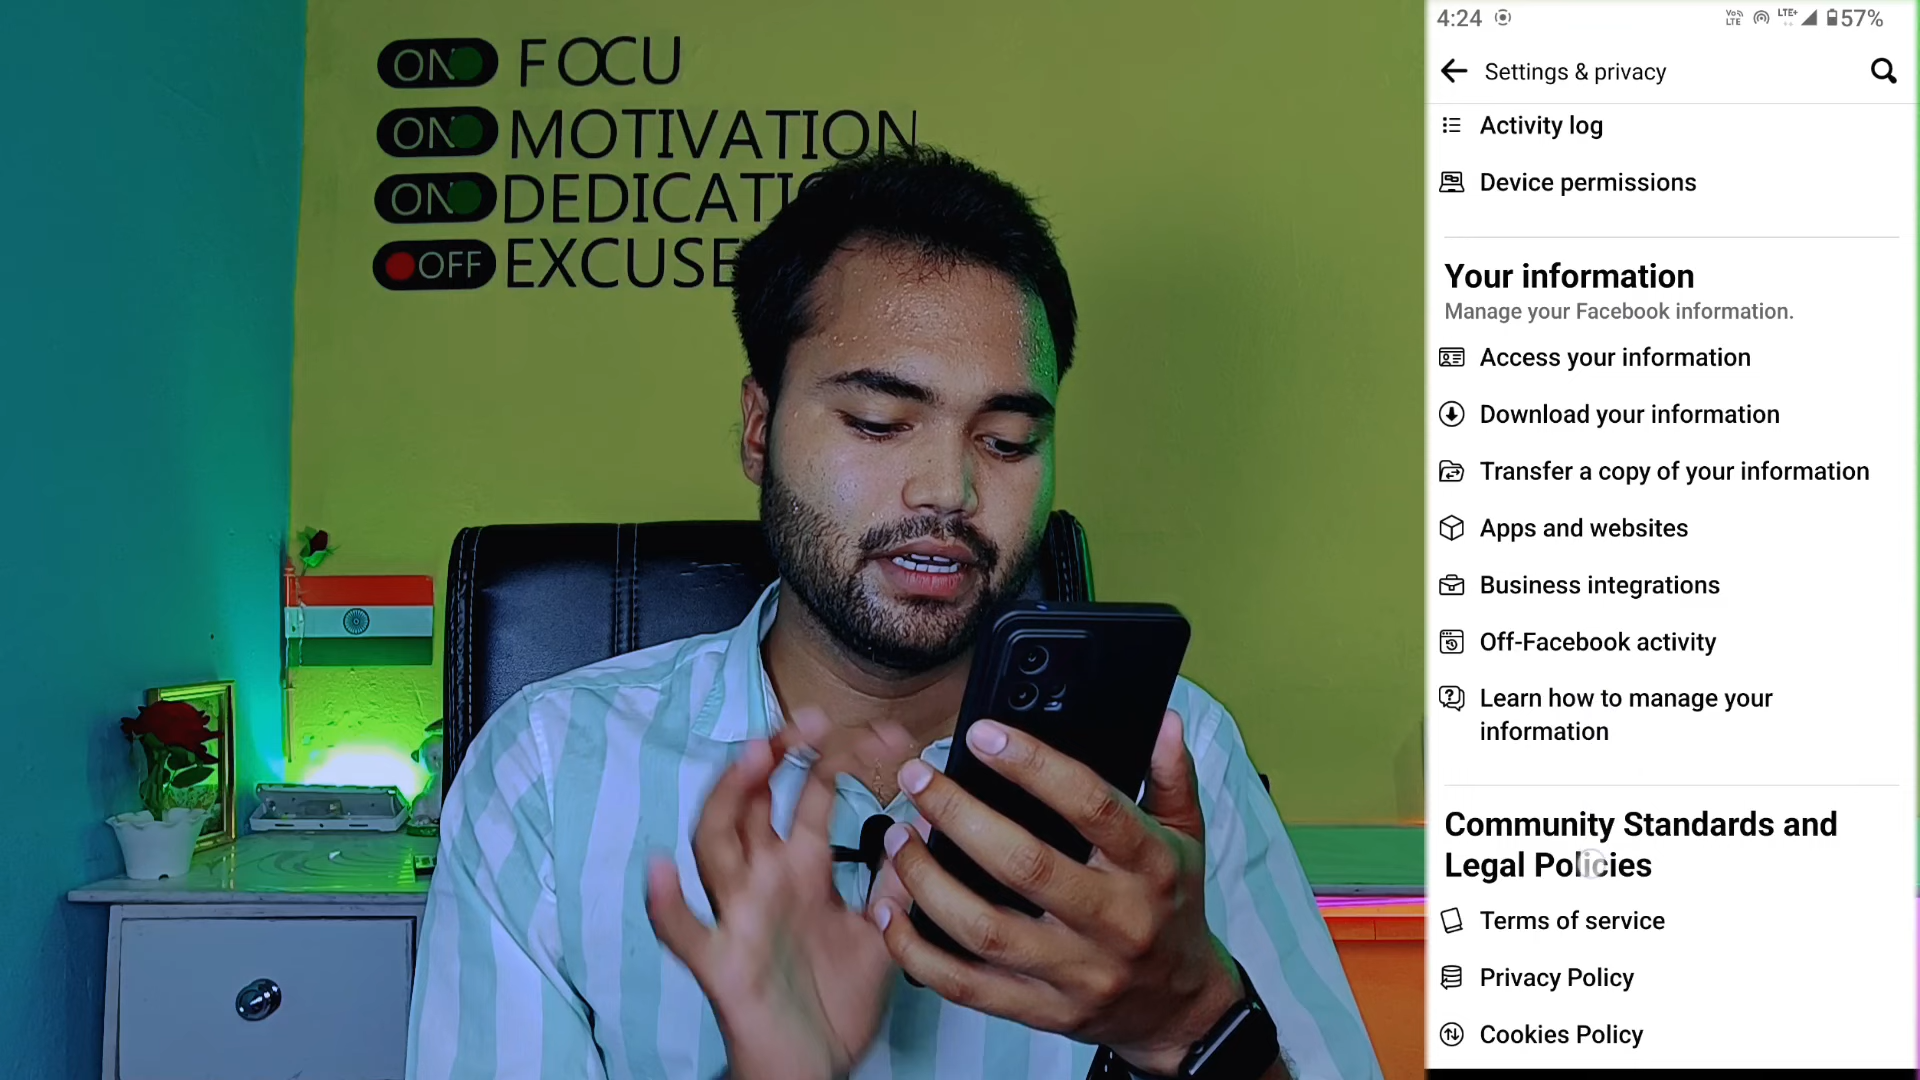 ON FOCU
ON MOTIVATION
ON DEDICATI
OFF EXCUSE
4:24 Vo LTE LTE+ 57%
Settings & privacy
Activity log
Device permissions
Your information
Manage your Facebook information.
Access your information
Download your information
Transfer a copy of your information
Apps and websites
Business integrations
Off-Facebook activity
Learn how to manage your
information
Community Standards and
Legal Policies
Terms of service
Privacy Policy
Cookies Policy